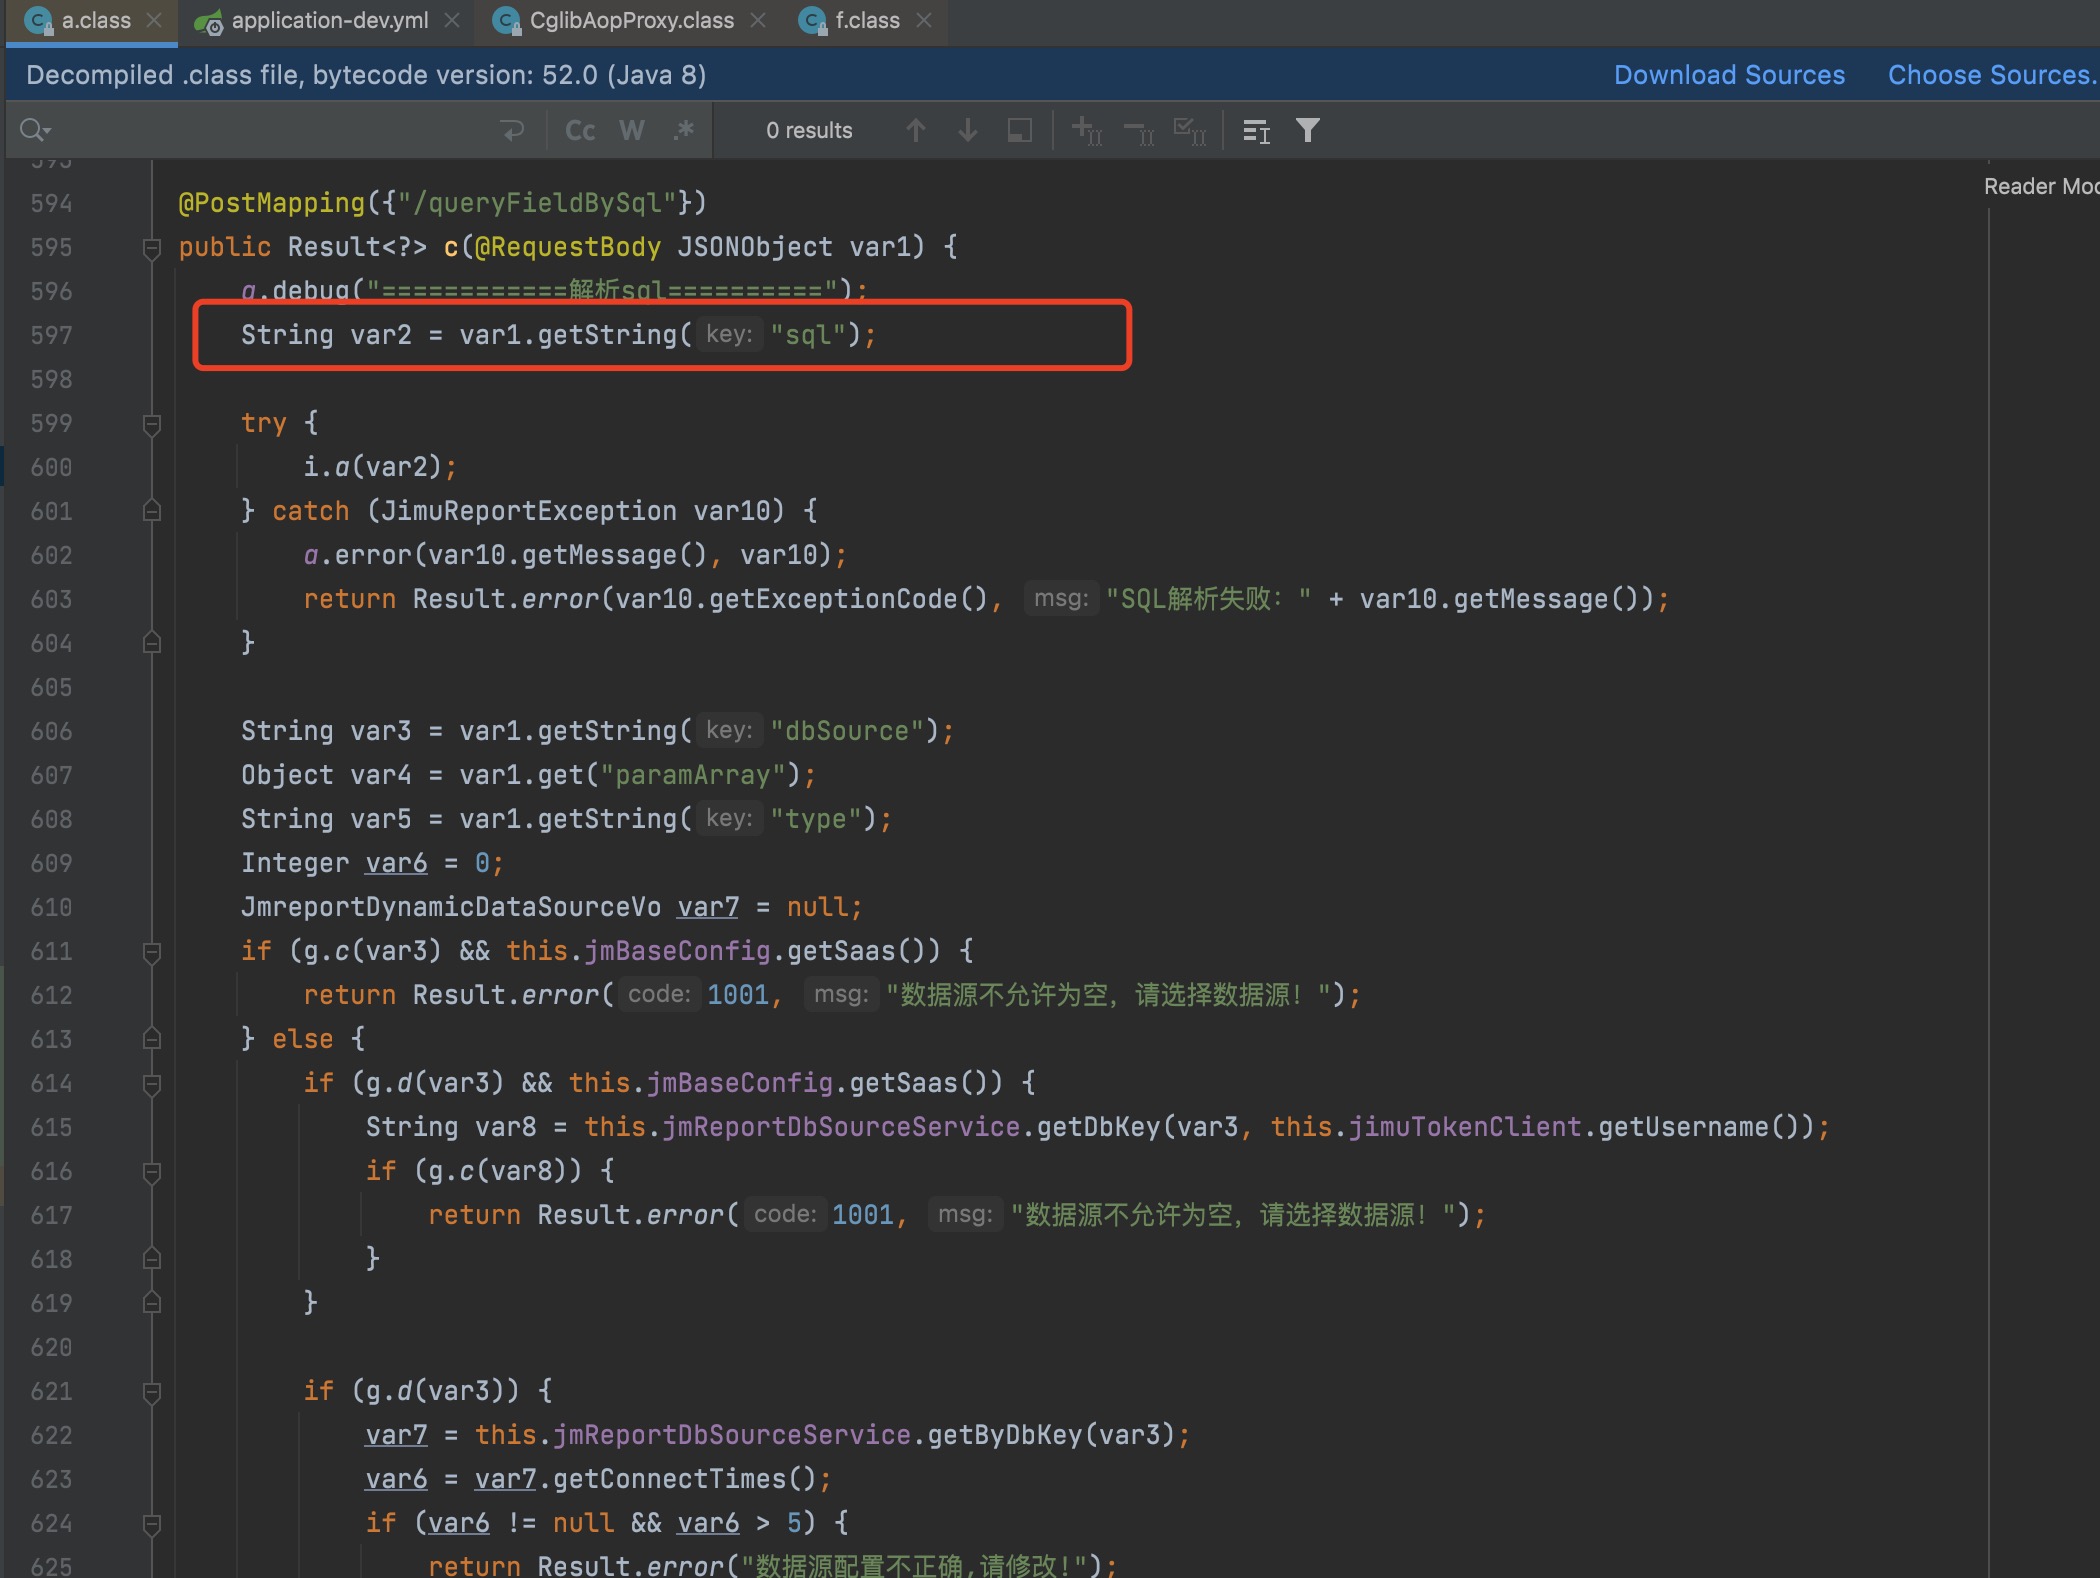 a.class application-dev.yml CglibAopProxy.class f.class
Decompiled .class file, bytecode version: 52.0 (Java 8) Download Sources Choose Sources.
Cc W .* 0 results
Reader Mod
593
594 @PostMapping({"/queryFieldBySql"})
595 public Result<?> c(@RequestBody JSONObject var1) {
596 a.debug("============解析sql==========");
597 String var2 = var1.getString( key: "sql");
598
599 try {
600 i.a(var2);
601 } catch (JimuReportException var10) {
602 a.error(var10.getMessage(), var10);
603 return Result.error(var10.getExceptionCode(), msg: "SQL解析失败：" + var10.getMessage());
604 }
605
606 String var3 = var1.getString( key: "dbSource");
607 Object var4 = var1.get("paramArray");
608 String var5 = var1.getString( key: "type");
609 Integer var6 = 0;
610 JmreportDynamicDataSourceVo var7 = null;
611 if (g.c(var3) && this.jmBaseConfig.getSaas()) {
612 return Result.error( code: 1001, msg: "数据源不允许为空，请选择数据源！");
613 } else {
614 if (g.d(var3) && this.jmBaseConfig.getSaas()) {
615 String var8 = this.jmReportDbSourceService.getDbKey(var3, this.jimuTokenClient.getUsername());
616 if (g.c(var8)) {
617 return Result.error( code: 1001, msg: "数据源不允许为空，请选择数据源！");
618 }
619 }
620
621 if (g.d(var3)) {
622 var7 = this.jmReportDbSourceService.getByDbKey(var3);
623 var6 = var7.getConnectTimes();
624 if (var6 != null && var6 > 5) {
625 return Result.error("数据源配置不正确,请修改!");